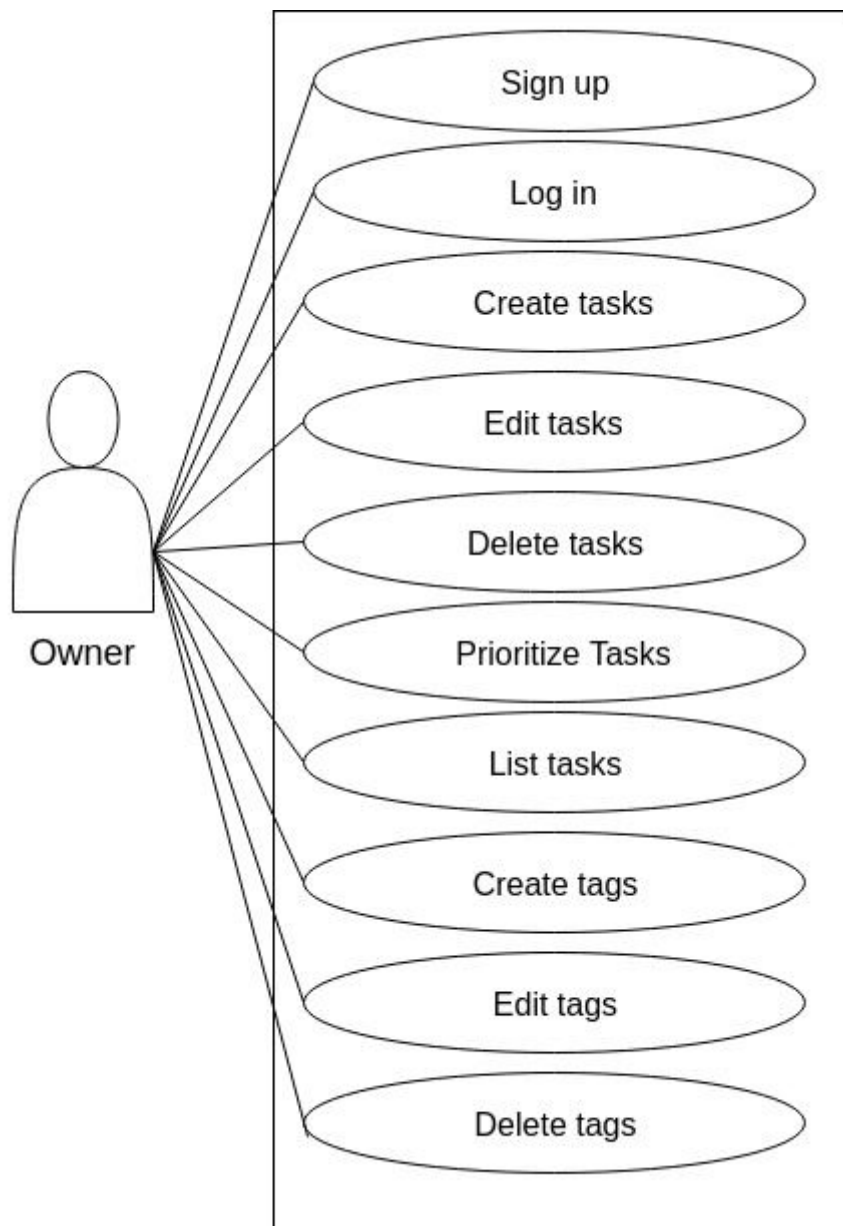 Sign up
Log in
Create tasks
Edit tasks
Delete tasks
Owner
Prioritize Tasks
List tasks
Create tags
Edit tags
Delete tags